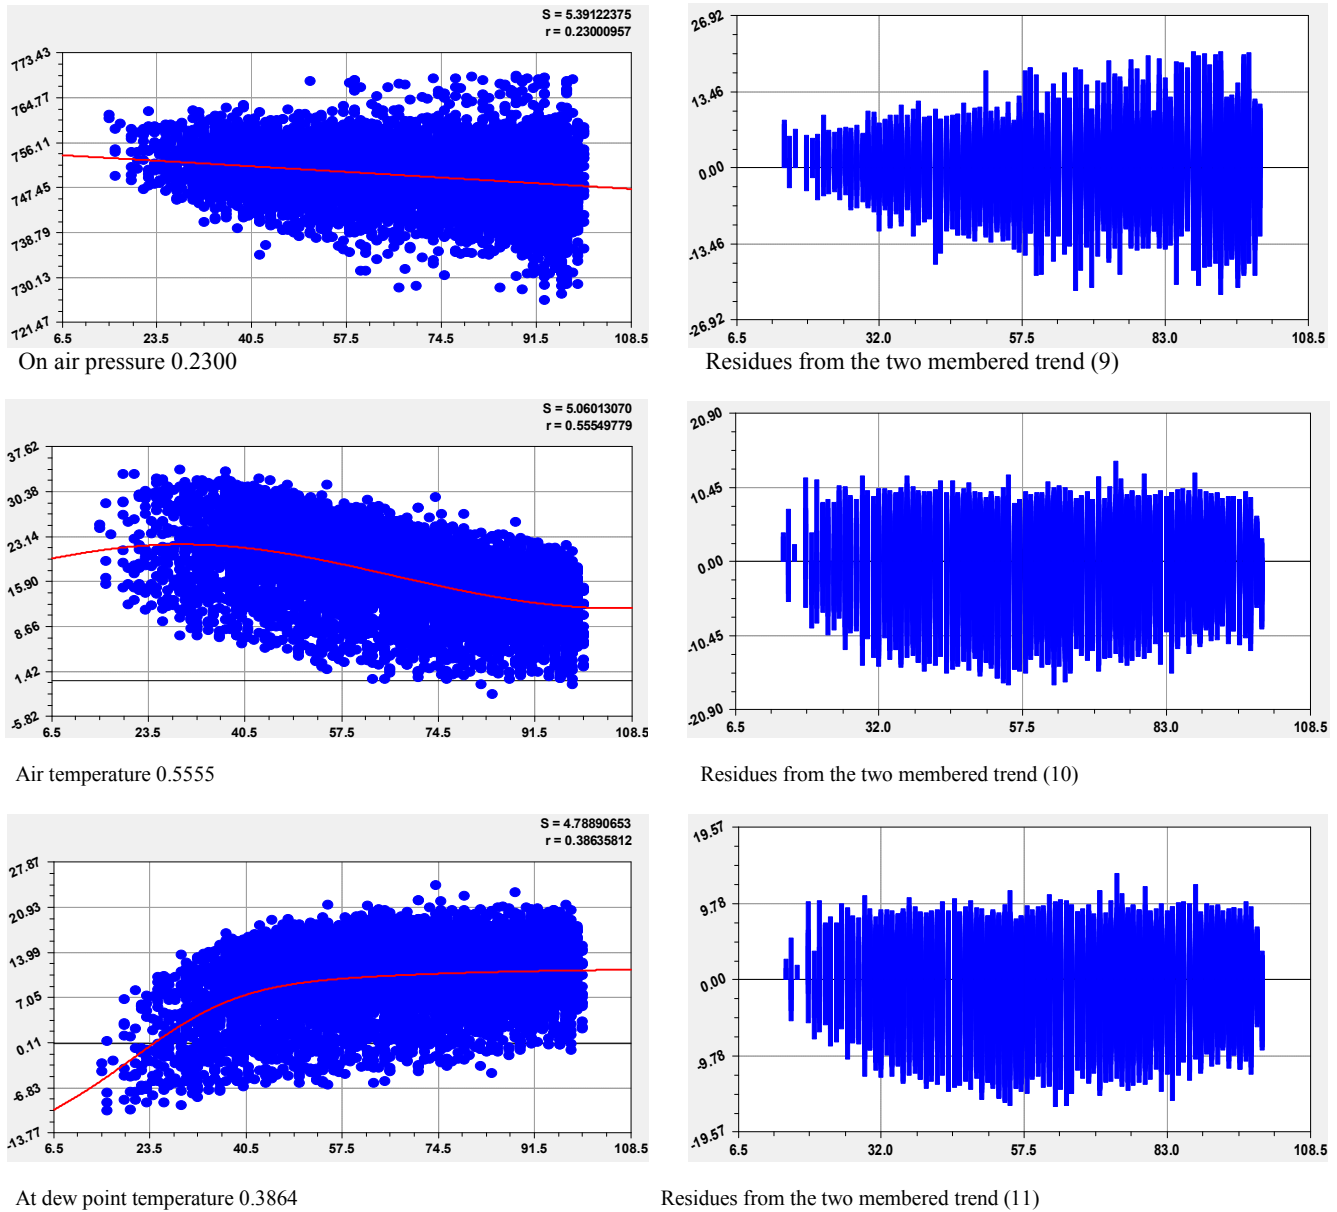 S = 5.39122375
r = 0.23000957
773.43
764.77
756.11
747.45
738.79
730.13
721.47
6.5 23.5 40.5 57.5 74.5 91.5 108.5
On air pressure 0.2300
26.92
13.46
0.00
-13.46
-26.92
6.5 32.0 57.5 83.0 108.5
Residues from the two membered trend (9)
S = 5.06013070
r = 0.55549779
37.62
30.38
23.14
15.90
8.66
1.42
-5.82
6.5 23.5 40.5 57.5 74.5 91.5 108.5
Air temperature 0.5555
20.90
10.45
0.00
-10.45
-20.90
6.5 32.0 57.5 83.0 108.5
Residues from the two membered trend (10)
S = 4.78890653
r = 0.38635812
27.87
20.93
13.99
7.05
0.11
-6.83
-13.77
6.5 23.5 40.5 57.5 74.5 91.5 108.5
At dew point temperature 0.3864
19.57
9.78
0.00
-9.78
-19.57
6.5 32.0 57.5 83.0 108.5
Residues from the two membered trend (11)